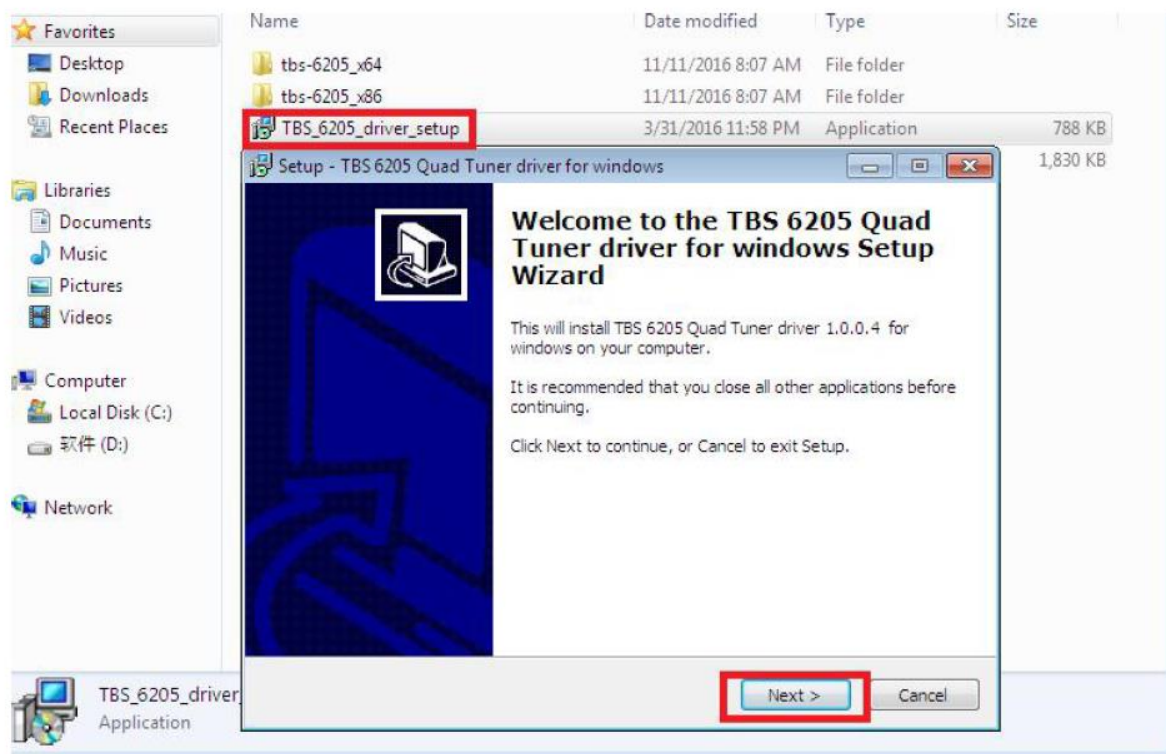 Favorites
Desktop
Downloads
Recent Places
Libraries
Documents
Music
Pictures
Videos
Computer
Local Disk (C:)
软件 (D:)
Network
Name Date modified Type Size
tbs-6205_x64 11/11/2016 8:07 AM File folder
tbs-6205_x86 11/11/2016 8:07 AM File folder
TBS_6205_driver_setup 3/31/2016 11:58 PM Application 788 KB
1,830 KB
Setup - TBS 6205 Quad Tuner driver for windows
Welcome to the TBS 6205 Quad
Tuner driver for windows Setup
Wizard
This will install TBS 6205 Quad Tuner driver 1.0.0.4 for
windows on your computer.
It is recommended that you close all other applications before
continuing.
Click Next to continue, or Cancel to exit Setup.
Next >
Cancel
TBS_6205_driver_
Application